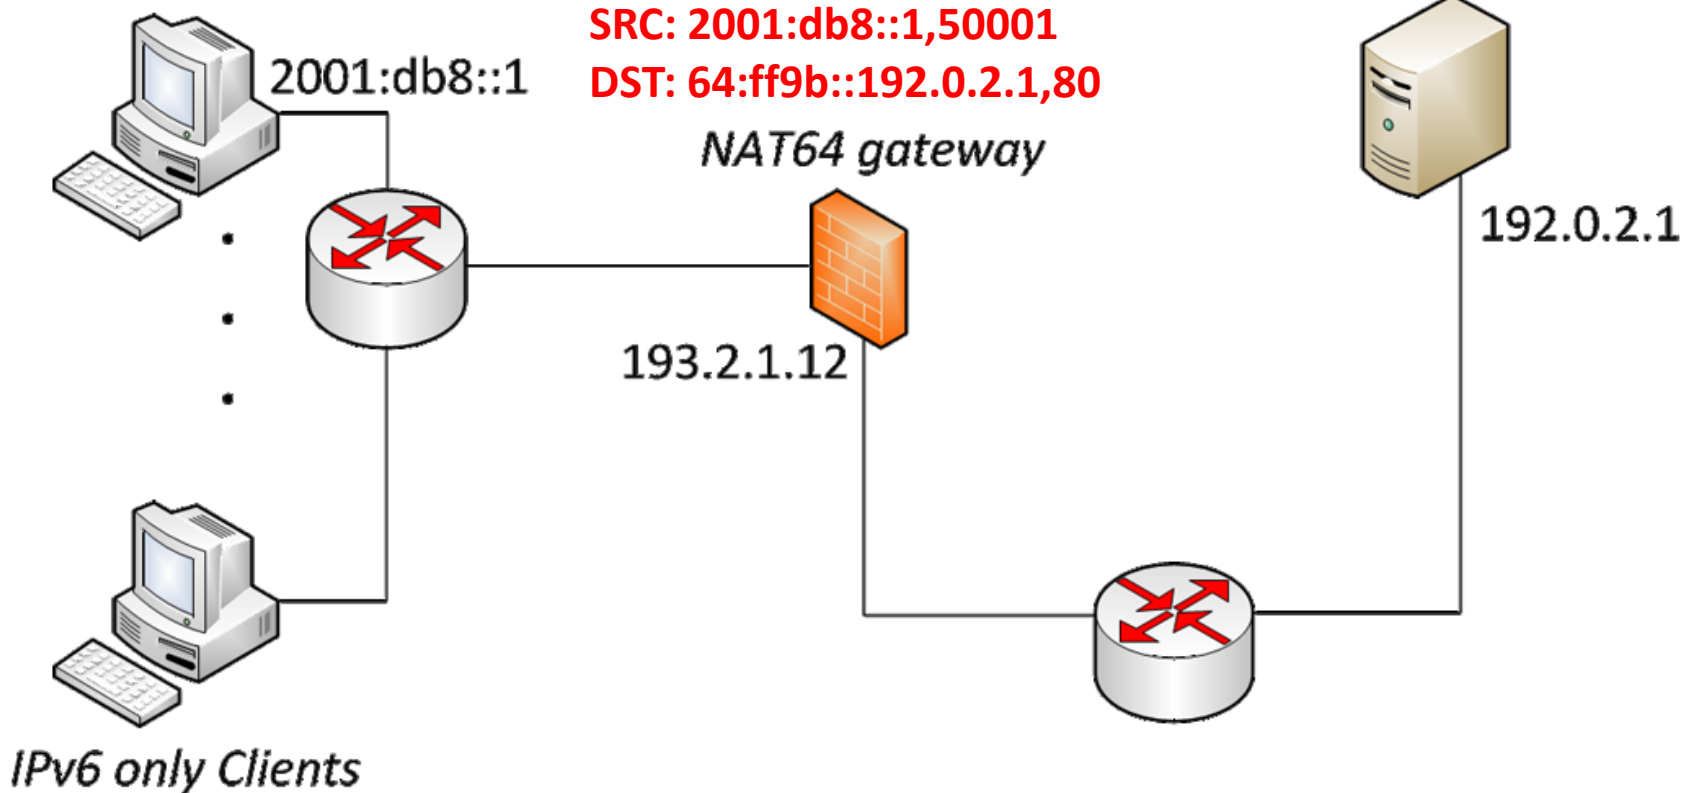 SRC: 2001:db8::1,50001
DST: 64:ff9b::192.0.2.1,80
2001:db8::1
NAT64 gateway
192.0.2.1
193.2.1.12
IPv6 only Clients